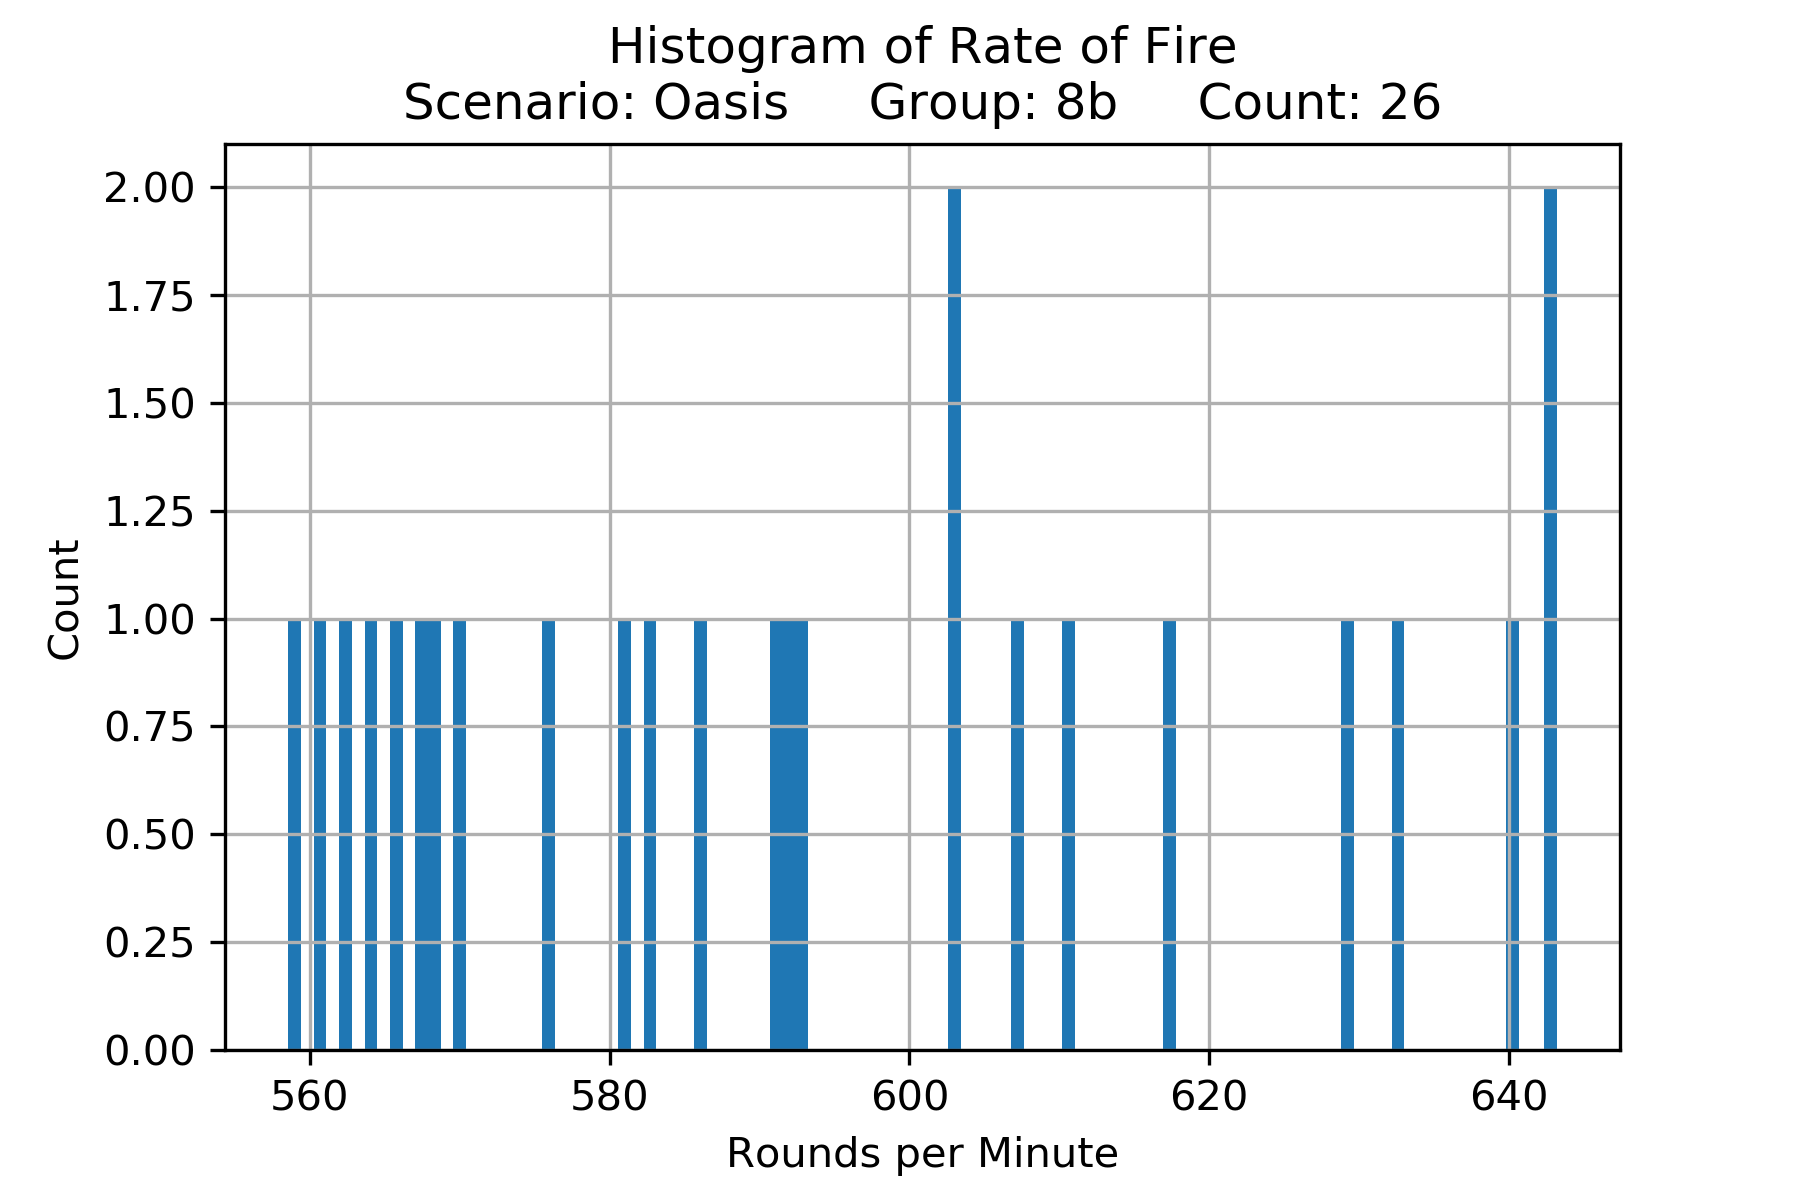 Histogram of Rate of Fire
Scenario: Oasis Group: 8b Count: 26
2.00
1.75
1.50
1.25
1.00
0.75
0.50
0.25
0.00
Count
560 580 600 620 640
Rounds per Minute